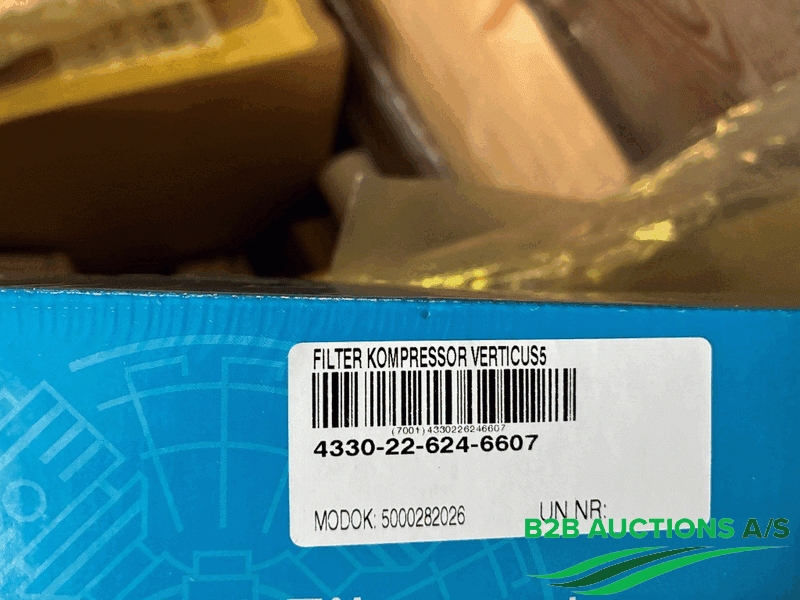 FILTER KOMPRESSOR VERTICUS5
(7001) 4330226246607
4330-22-624-6607
MODOK: 5000282026 UN NR:
B2B AUCTIONS A/S